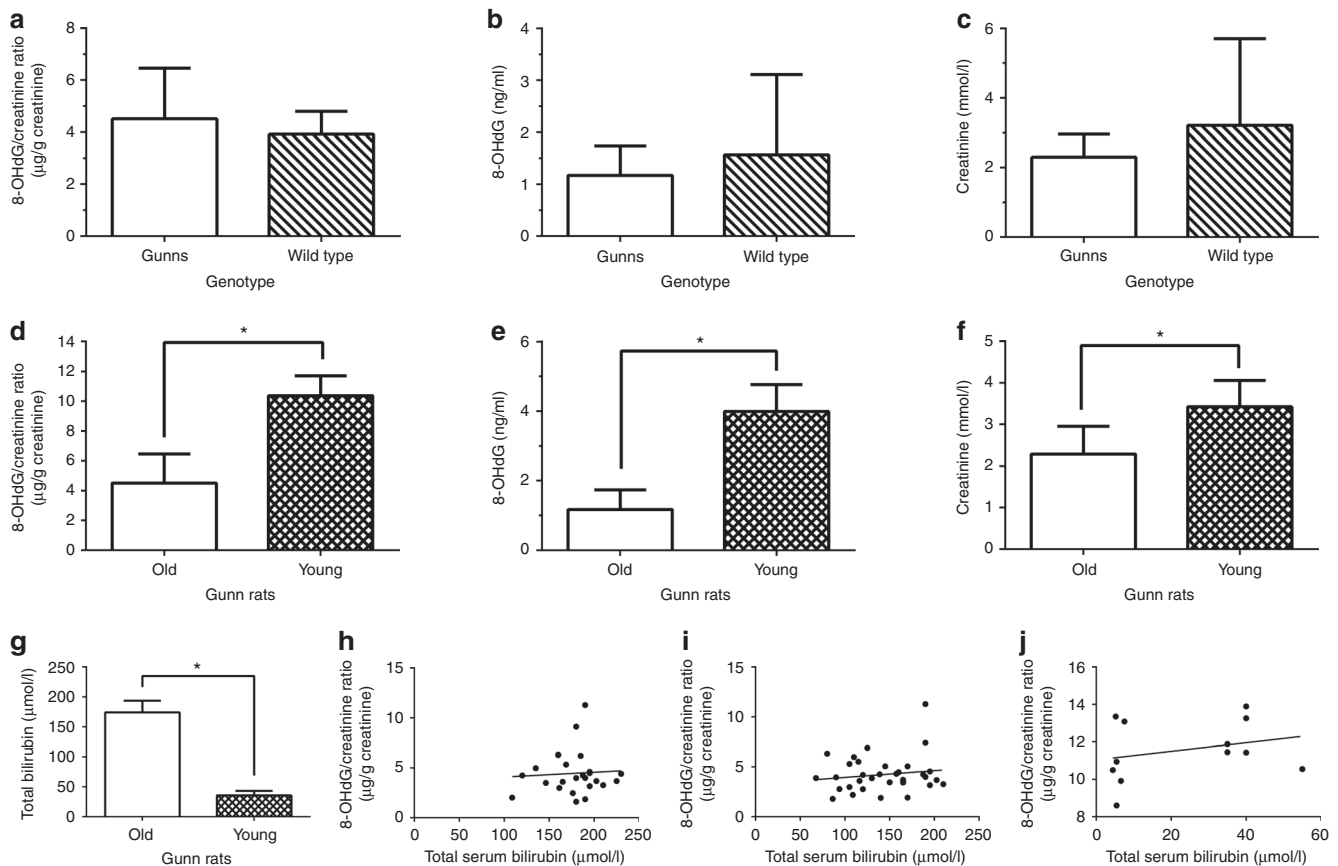 a
8-OHdG/creatinine ratio
(µg/g creatinine)
8
6
4
2
0
Gunns
Wild type
Genotype
b
8-OHdG (ng/ml)
4
3
2
1
0
Gunns
Wild type
Genotype
c
Creatinine (mmol/l)
6
4
2
0
Gunns
Wild type
Genotype
d
8-OHdG/creatinine ratio
(µg/g creatinine)
14
12
10
8
6
4
2
0
*
Old
Young
Gunn rats
e
8-OHdG (ng/ml)
6
4
2
0
*
Old
Young
Gunn rats
f
Creatinine (mmol/l)
5
4
3
2
1
0
*
Old
Young
Gunn rats
g
Total bilirubin (µmol/l)
250
200
150
100
50
0
*
Old
Young
Gunn rats
h
8-OHdG/creatinine ratio
(µg/g creatinine)
15
10
5
0
0 50 100 150 200 250
Total serum bilirubin (µmol/l)
i
8-OHdG/creatinine ratio
(µg/g creatinine)
15
10
5
0
0 50 100 150 200 250
Total serum bilirubin (µmol/l)
j
8-OHdG/creatinine ratio
(µg/g creatinine)
16
14
12
10
8
0 20 40 60
Total serum bilirubin (µmol/l)